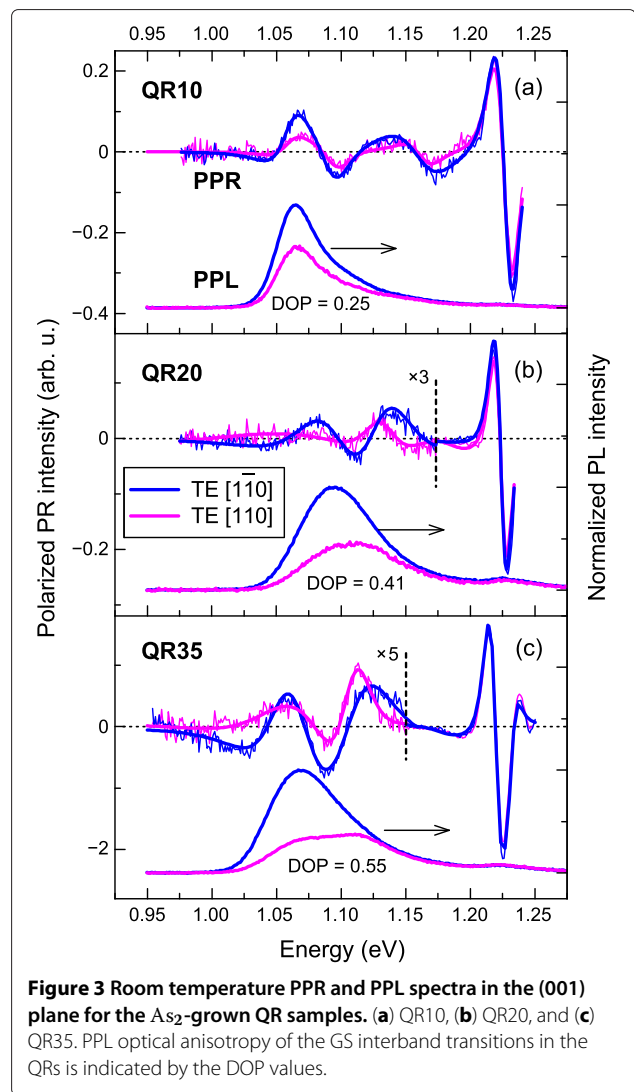 0.95 1.00 1.05 1.10 1.15 1.20 1.25
0.2
0
−0.2
−0.4
QR10
(a)
PPR
PPL
DOP = 0.25
QR20
(b)
×3
0
−0.2
TE [11̅0]
TE [110]
DOP = 0.41
QR35
(c)
×5
0
−2
DOP = 0.55
0.95 1.00 1.05 1.10 1.15 1.20 1.25
Energy (eV)
Polarized PR intensity (arb. u.)
Normalized PL intensity
Figure 3 Room temperature PPR and PPL spectra in the (001)
plane for the As₂-grown QR samples. (a) QR10, (b) QR20, and (c)
QR35. PPL optical anisotropy of the GS interband transitions in the
QRs is indicated by the DOP values.